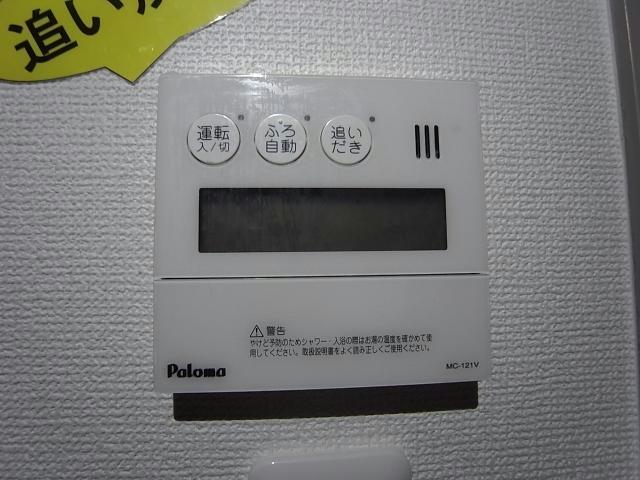 追い
運転 ふろ 追い
入/切 自動 だき
警告
やけど予防のためシャワー・入浴の際はお湯の温度を確かめて使
用してください。取扱説明書をよく読み正しくご使用ください。
Paloma MC-121V